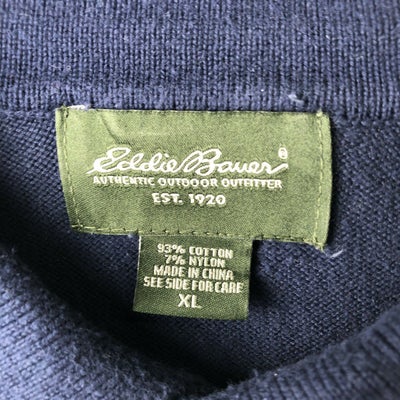 Eddie Bauer®
AUTHENTIC OUTDOOR OUTFITTER
EST. 1920
93% COTTON
7% NYLON
MADE IN CHINA
SEE SIDE FOR CARE
XL